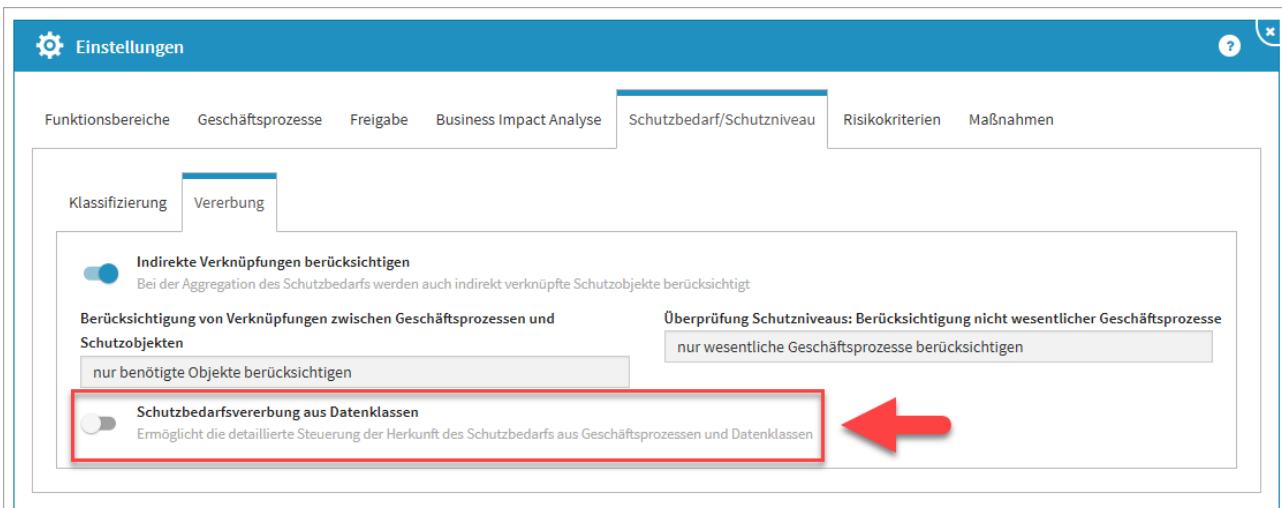 Einstellungen
?
x
Funktionsbereiche Geschäftsprozesse Freigabe Business Impact Analyse Schutzbedarf/Schutzniveau Risikokriterien Maßnahmen
Klassifizierung Vererbung
Indirekte Verknüpfungen berücksichtigen
Bei der Aggregation des Schutzbedarfs werden auch indirekt verknüpfte Schutzobjekte berücksichtigt
Berücksichtigung von Verknüpfungen zwischen Geschäftsprozessen und
Schutzobjekten
nur benötigte Objekte berücksichtigen
Überprüfung Schutzniveaus: Berücksichtigung nicht wesentlicher Geschäftsprozesse
nur wesentliche Geschäftsprozesse berücksichtigen
Schutzbedarfsvererbung aus Datenklassen
Ermöglicht die detaillierte Steuerung der Herkunft des Schutzbedarfs aus Geschäftsprozessen und Datenklassen